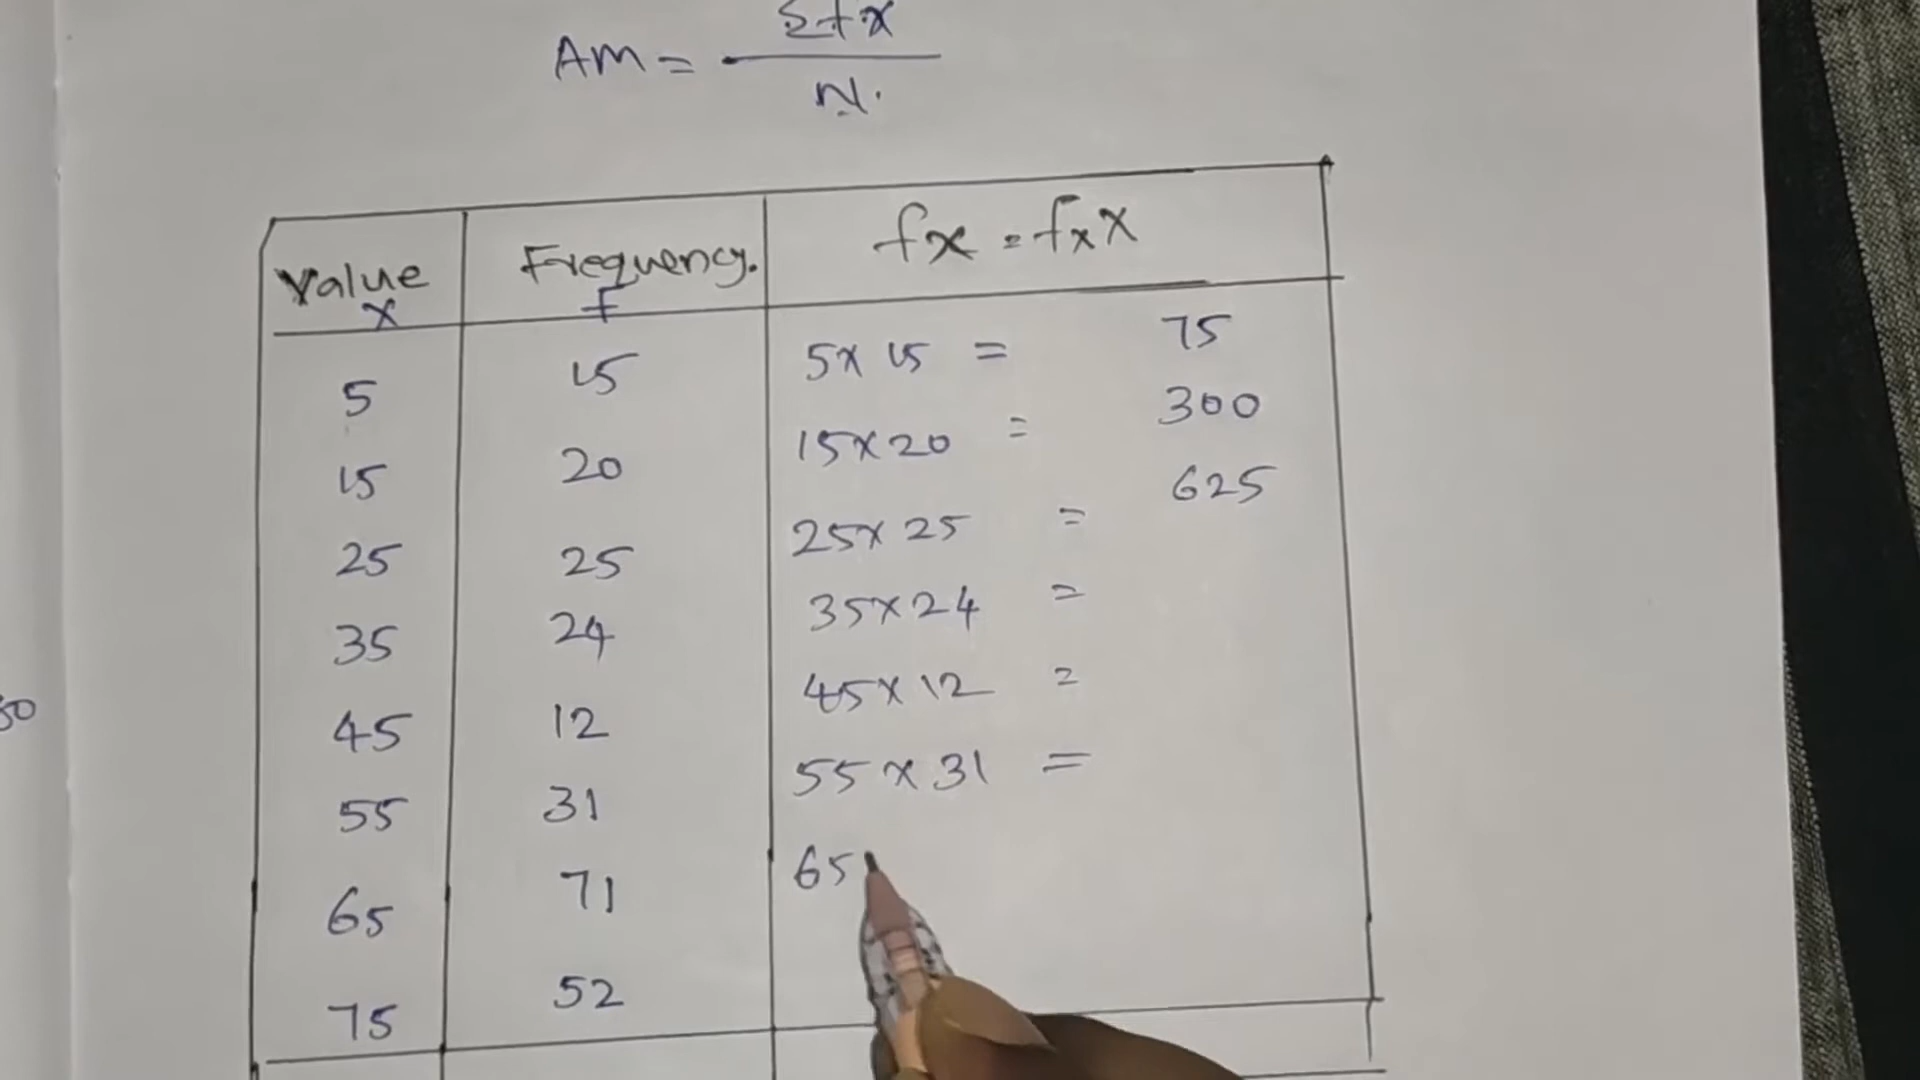 Σfx
AM = 
N.
Value Frequency. fx = f x X
x f
5 15 5 x 15 = 75
15 20 15 x 20 = 300
25 25 25 x 25 = 625
35 24 35 x 24 =
45 12 45 x 12 =
55 31 55 x 31 =
65 71 65
75 52